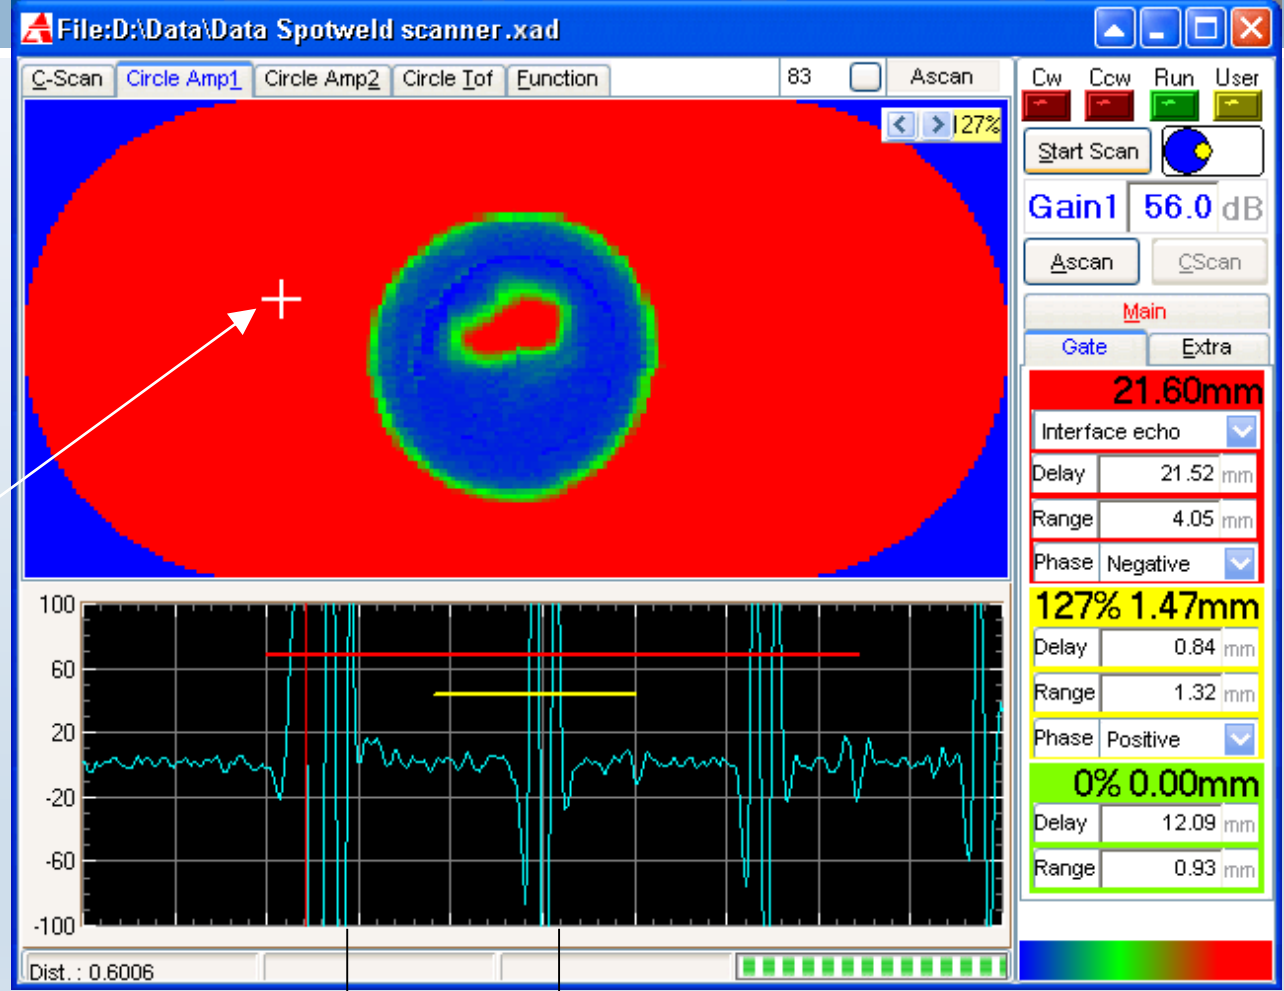 File:D:\Data\Data Spotweld scanner.xad
C-Scan Circle Amp1 Circle Amp2 Circle Tof Function 83 Ascan
Cw Ccw Run User
27%
Start Scan
Gain1 56.0 dB
Ascan CScan
Main
Gate Extra
21.60mm
Interface echo
Delay 21.52 mm
Range 4.05 mm
Phase Negative
127% 1.47mm
Delay 0.84 mm
Range 1.32 mm
Phase Positive
0% 0.00mm
Delay 12.09 mm
Range 0.93 mm
100
60
20
-20
-60
-100
Dist. : 0.6006